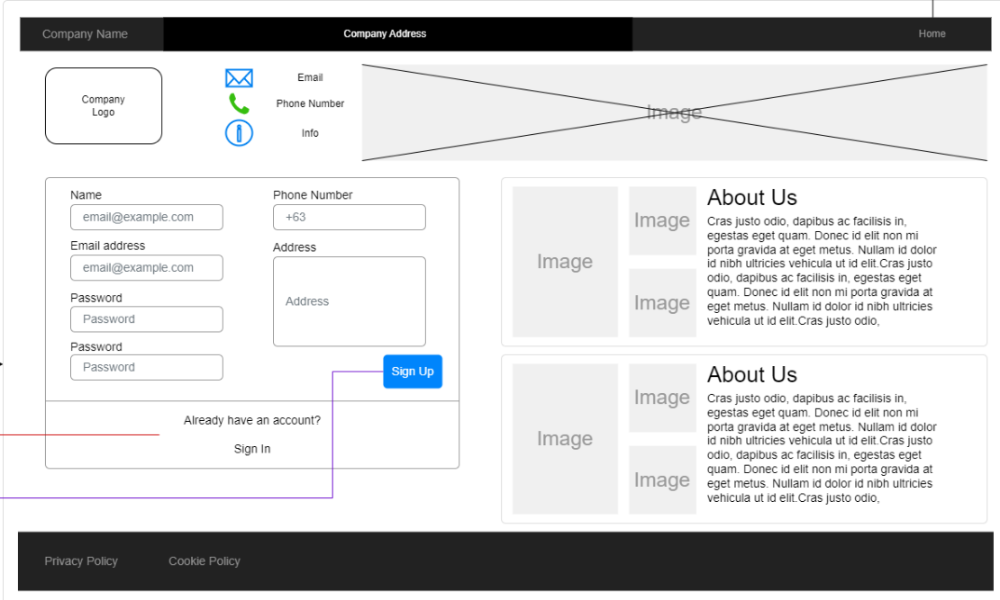 Company Name
Company Address
Home
Company
Logo
Email
Phone Number
Info
Image
Name
email@example.com
Email address
email@example.com
Password
Password
Password
Password
Phone Number
+63
Address
Address
Sign Up
Already have an account?
Sign In
Image
Image
Image
About Us
Cras justo odio, dapibus ac facilisis in,
egestas eget quam. Donec id elit non mi
porta gravida at eget metus. Nullam id dolor
id nibh ultricies vehicula ut id elit.Cras justo
odio, dapibus ac facilisis in, egestas eget
quam. Donec id elit non mi porta gravida at
eget metus. Nullam id dolor id nibh ultricies
vehicula ut id elit.Cras justo odio,
Image
Image
Image
About Us
Cras justo odio, dapibus ac facilisis in,
egestas eget quam. Donec id elit non mi
porta gravida at eget metus. Nullam id dolor
id nibh ultricies vehicula ut id elit.Cras justo
odio, dapibus ac facilisis in, egestas eget
quam. Donec id elit non mi porta gravida at
eget metus. Nullam id dolor id nibh ultricies
vehicula ut id elit.Cras justo odio,
Privacy Policy
Cookie Policy